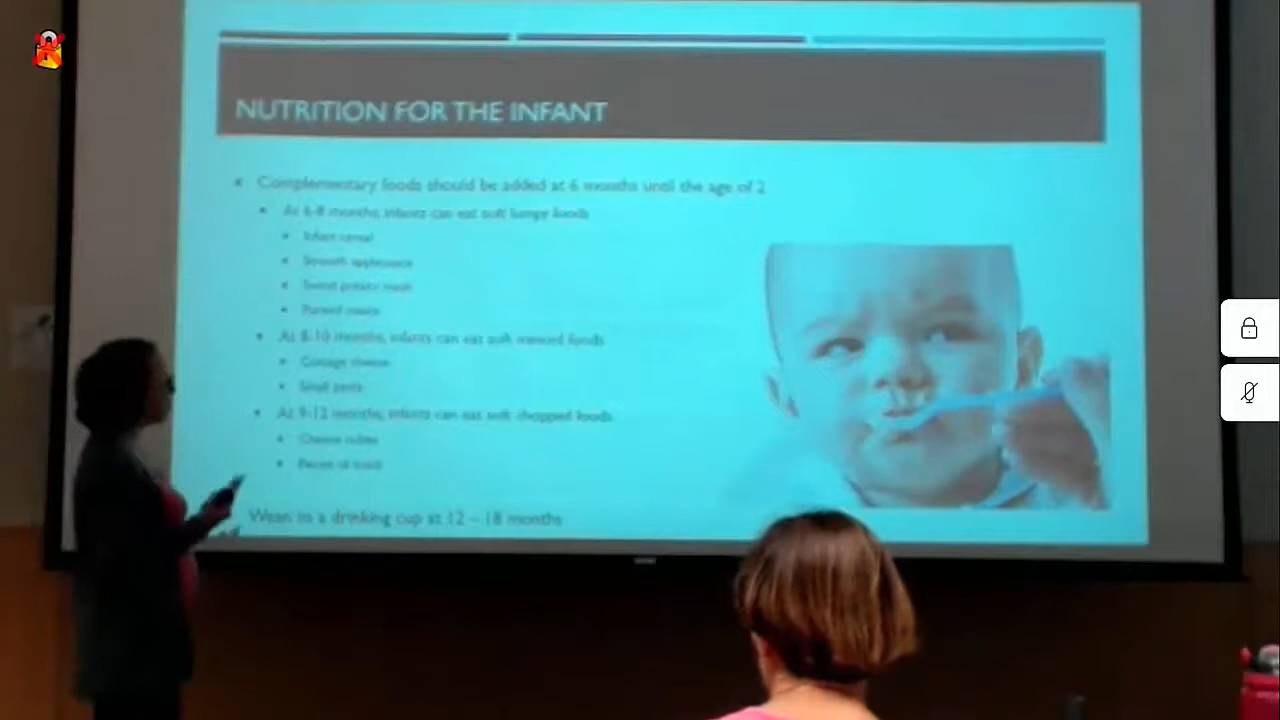 NUTRITION FOR THE INFANT
Complementary foods should be added at 6 months until the age of 2
At 6-8 months, infants can eat soft lumpy foods
Infant cereal
Smooth applesauce
Sweet potato mash
Pureed
At 8-10 months, infants can eat soft minced foods
Cottage cheese
Small pasta
At 9-12 months, infants can eat soft chopped foods
Cheese cubes
Pieces of toast
Wean to a drinking cup at 12 – 18 months